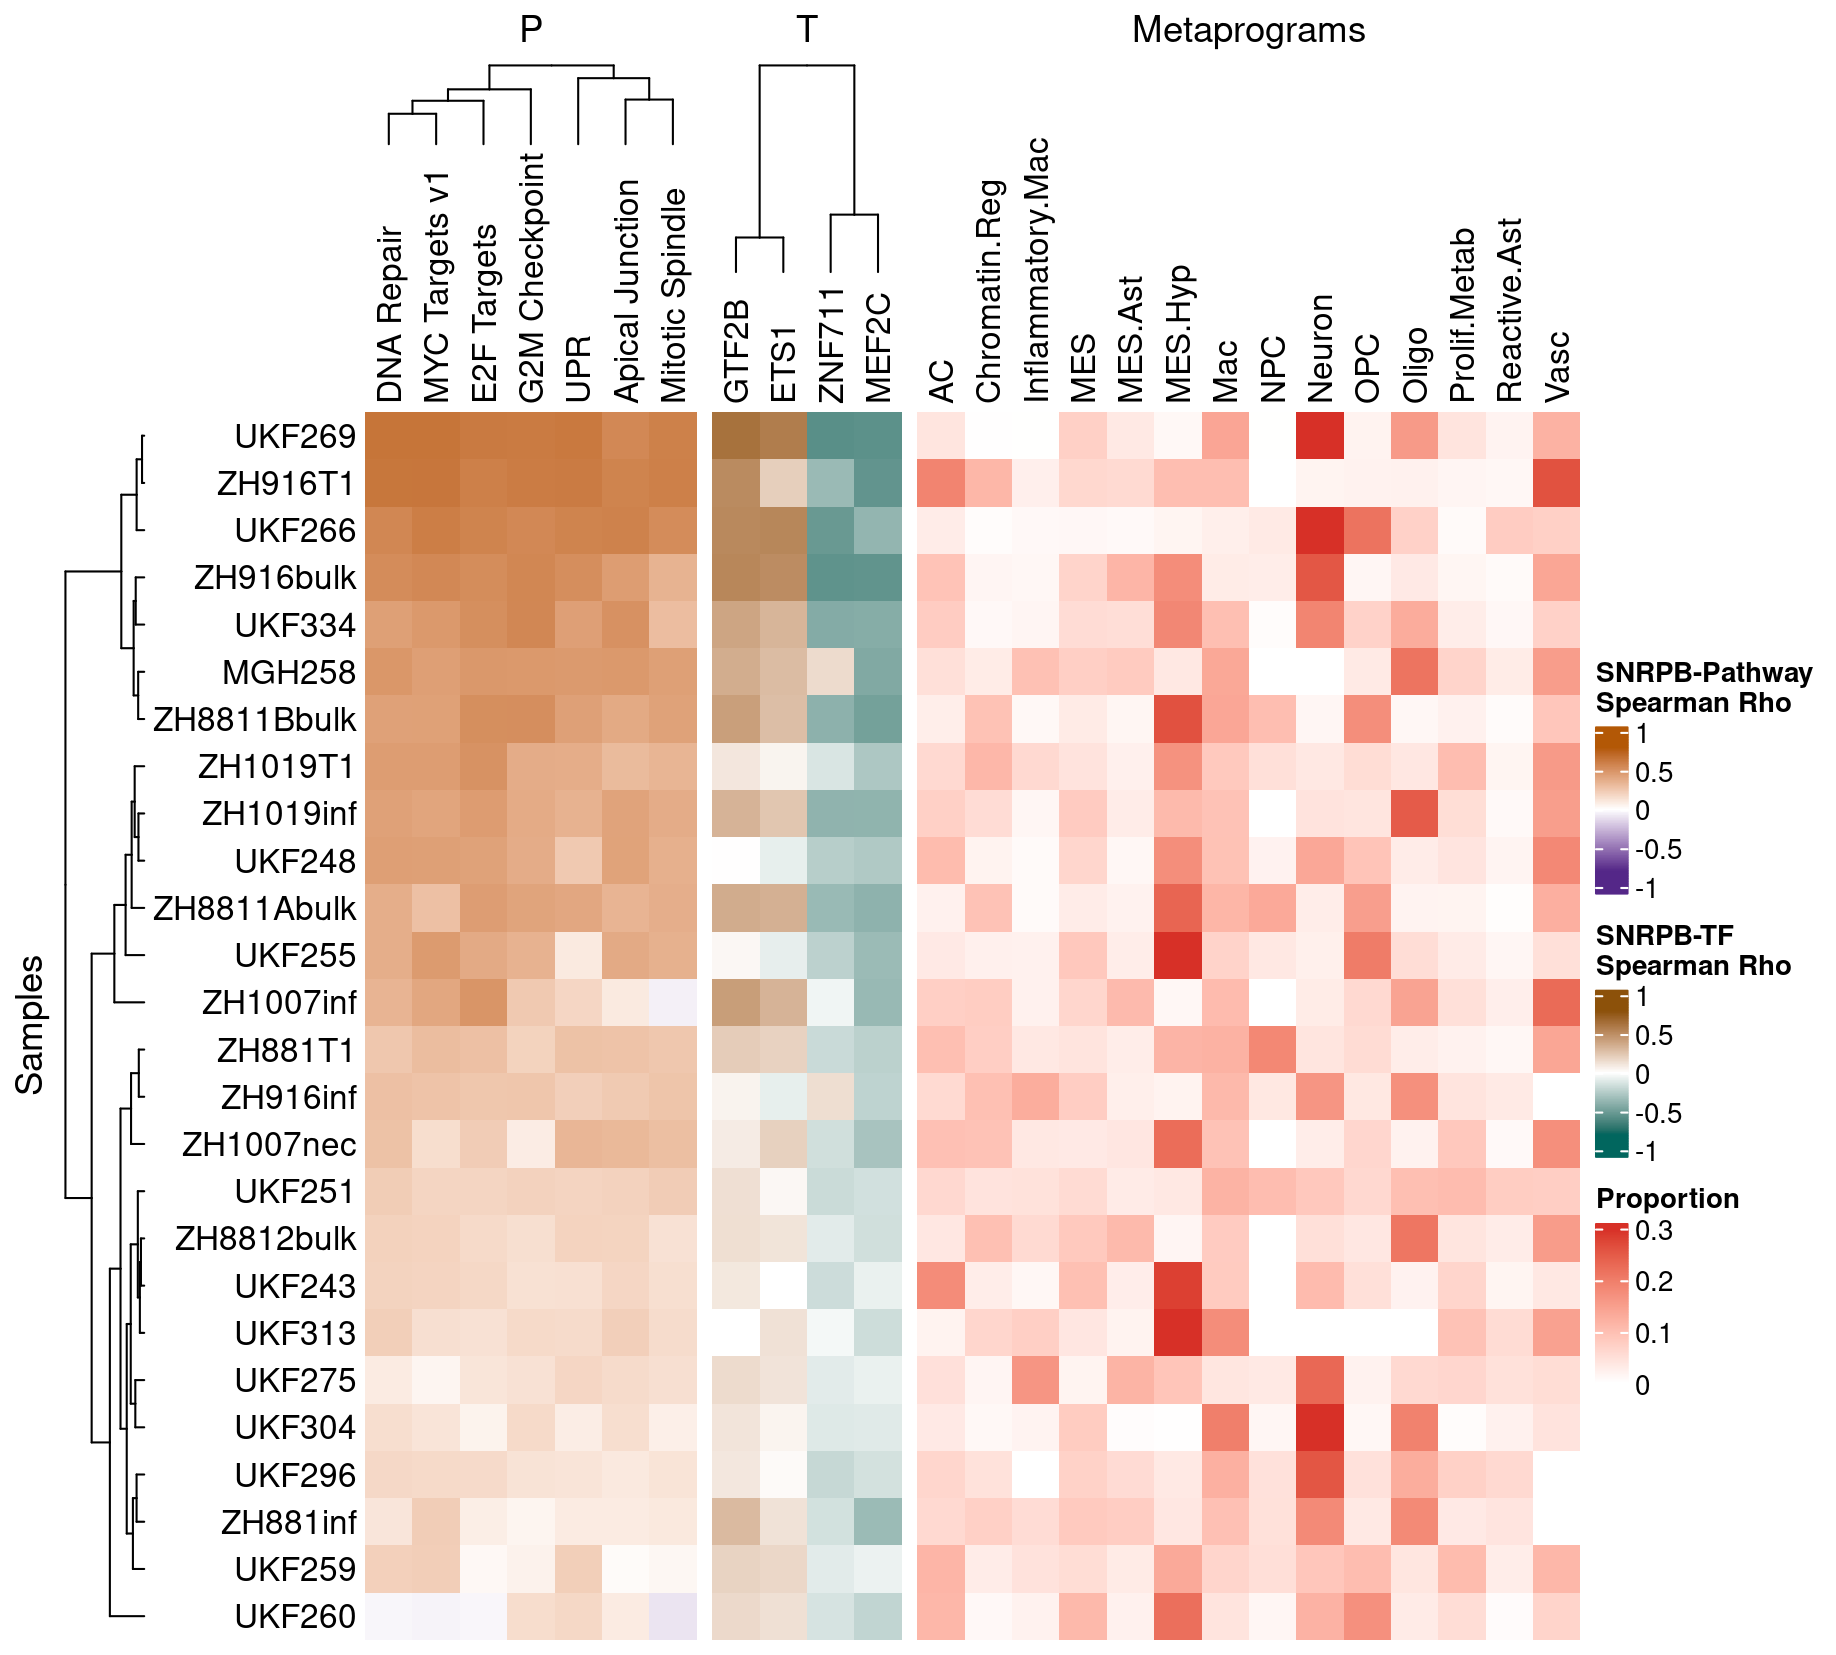 P
T
Metaprograms
DNA Repair
MYC Targets v1
E2F Targets
G2M Checkpoint
UPR
Apical Junction
Mitotic Spindle
GTF2B
ETS1
ZNF711
MEF2C
AC
Chromatin.Reg
Inflammatory.Mac
MES
MES.Ast
MES.Hyp
Mac
NPC
Neuron
OPC
Oligo
Prolif.Metab
Reactive.Ast
Vasc
Samples
UKF269
ZH916T1
UKF266
ZH916bulk
UKF334
MGH258
ZH8811Bbulk
ZH1019T1
ZH1019inf
UKF248
ZH8811Abulk
UKF255
ZH1007inf
ZH881T1
ZH916inf
ZH1007nec
UKF251
ZH8812bulk
UKF243
UKF313
UKF275
UKF304
UKF296
ZH881inf
UKF259
UKF260
SNRPB-Pathway
Spearman Rho
1
0.5
0
-0.5
-1
SNRPB-TF
Spearman Rho
1
0.5
0
-0.5
-1
Proportion
0.3
0.2
0.1
0